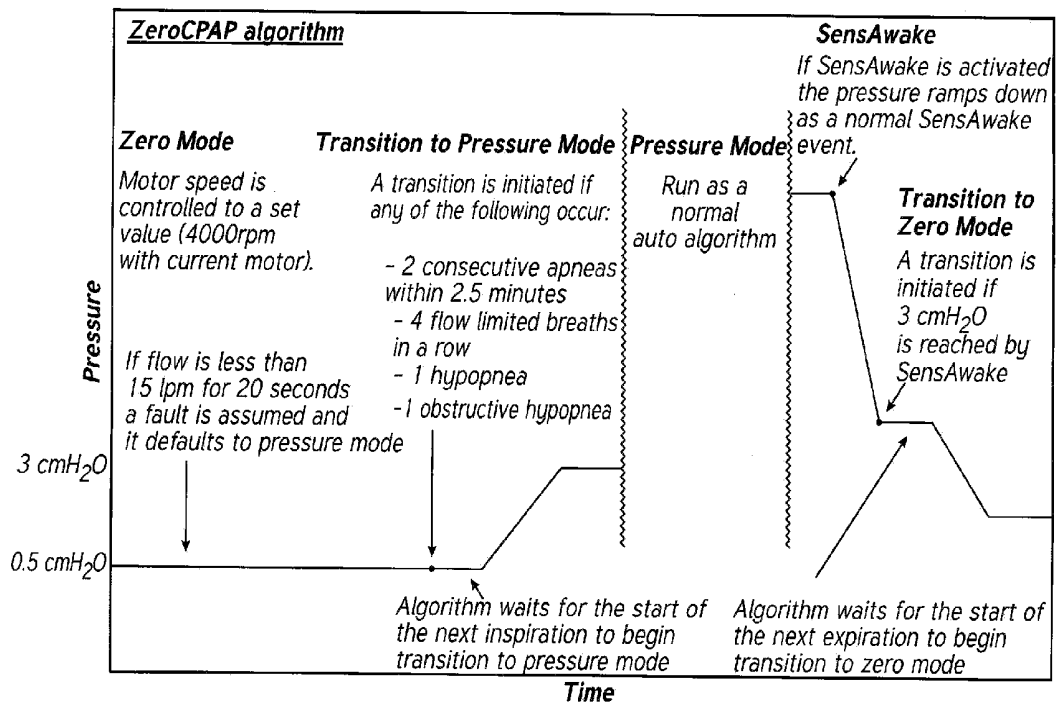 ZeroCPAP algorithm
Zero Mode
Motor speed is
controlled to a set
value (4000rpm
with current motor).
If flow is less than
15 lpm for 20 seconds
a fault is assumed and
it defaults to pressure mode
Transition to Pressure Mode
A transition is initiated if
any of the following occur:
- 2 consecutive apneas
within 2.5 minutes
- 4 flow limited breaths
in a row
- 1 hypopnea
-1 obstructive hypopnea
Algorithm waits for the start of
the next inspiration to begin
transition to pressure mode
Pressure Mode
Run as a
normal
auto algorithm
SensAwake
If SensAwake is activated
the pressure ramps down
as a normal SensAwake
event.
Transition to
Zero Mode
A transition is
initiated if
3 cmH2O
is reached by
SensAwake
Algorithm waits for the start of
the next expiration to begin
transition to zero mode
Pressure
3 cmH2O
0.5 cmH2O
Time